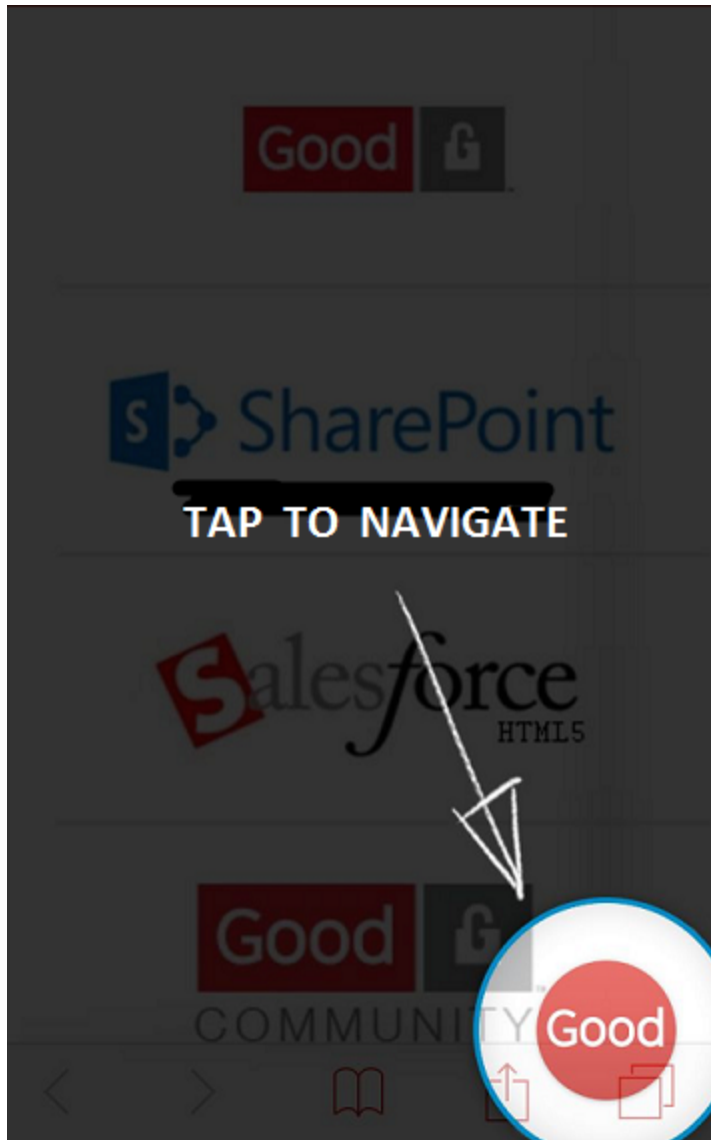 Good G
S SharePoint
TAP TO NAVIGATE
Salesforce
HTML5
Good G
COMMUNITY
Good